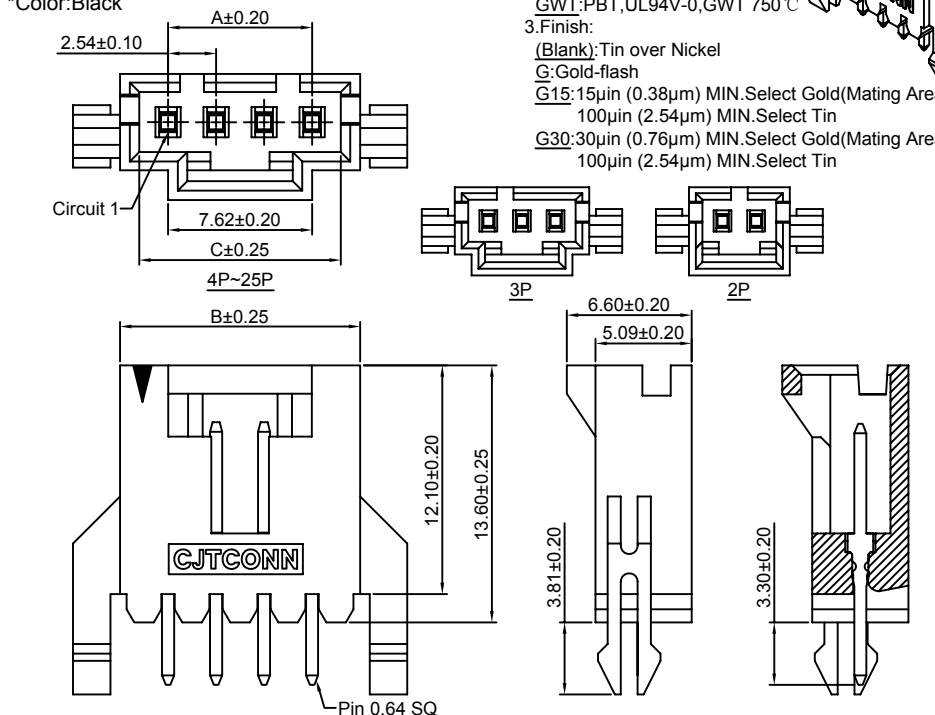 *Color:Black
GWT:PBT,UL94V-0,GWT 750℃
3.Finish:
(Blank):Tin over Nickel
G:Gold-flash
G15:15μin (0.38μm) MIN.Select Gold(Mating Area
100μin (2.54μm) MIN.Select Tin
G30:30μin (0.76μm) MIN.Select Gold(Mating Area
100μin (2.54μm) MIN.Select Tin
A±0.20
2.54±0.10
Circuit 1
7.62±0.20
C±0.25
4P~25P
3P
2P
B±0.25
6.60±0.20
5.09±0.20
12.10±0.20
13.60±0.25
3.81±0.20
3.30±0.20
CJTCONN
Pin 0.64 SQ